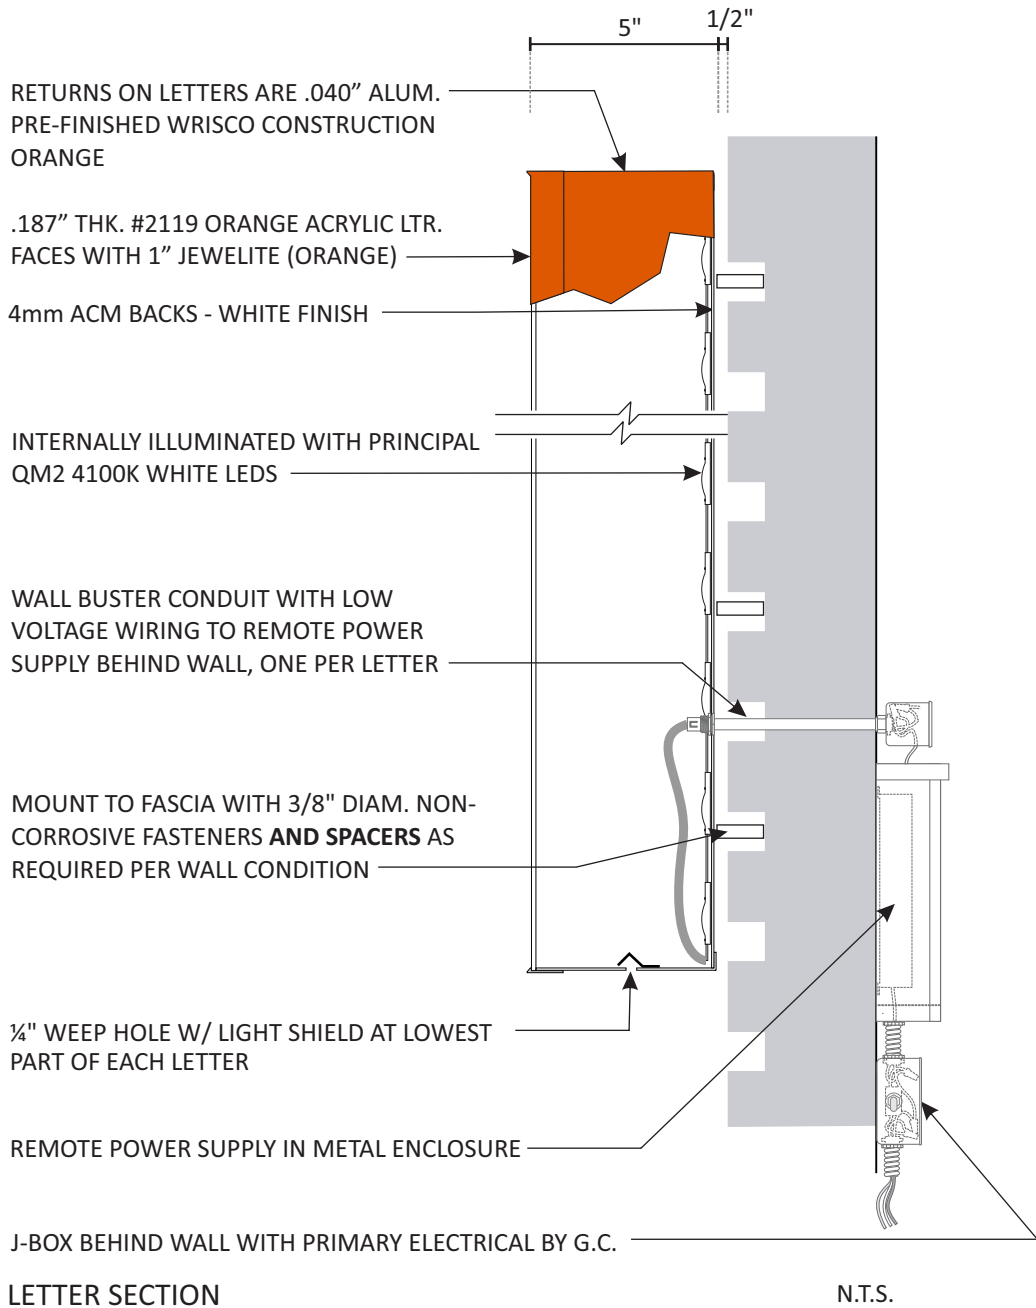 5" 1/2"
RETURNS ON LETTERS ARE .040” ALUM.
PRE-FINISHED WRISCO CONSTRUCTION
ORANGE
.187” THK. #2119 ORANGE ACRYLIC LTR.
FACES WITH 1” JEWELITE (ORANGE)
4mm ACM BACKS - WHITE FINISH
INTERNALLY ILLUMINATED WITH PRINCIPAL
QM2 4100K WHITE LEDS
WALL BUSTER CONDUIT WITH LOW
VOLTAGE WIRING TO REMOTE POWER
SUPPLY BEHIND WALL, ONE PER LETTER
MOUNT TO FASCIA WITH 3/8" DIAM. NON-
CORROSIVE FASTENERS AND SPACERS AS
REQUIRED PER WALL CONDITION
¼" WEEP HOLE W/ LIGHT SHIELD AT LOWEST
PART OF EACH LETTER
REMOTE POWER SUPPLY IN METAL ENCLOSURE
J-BOX BEHIND WALL WITH PRIMARY ELECTRICAL BY G.C.
LETTER SECTION N.T.S.